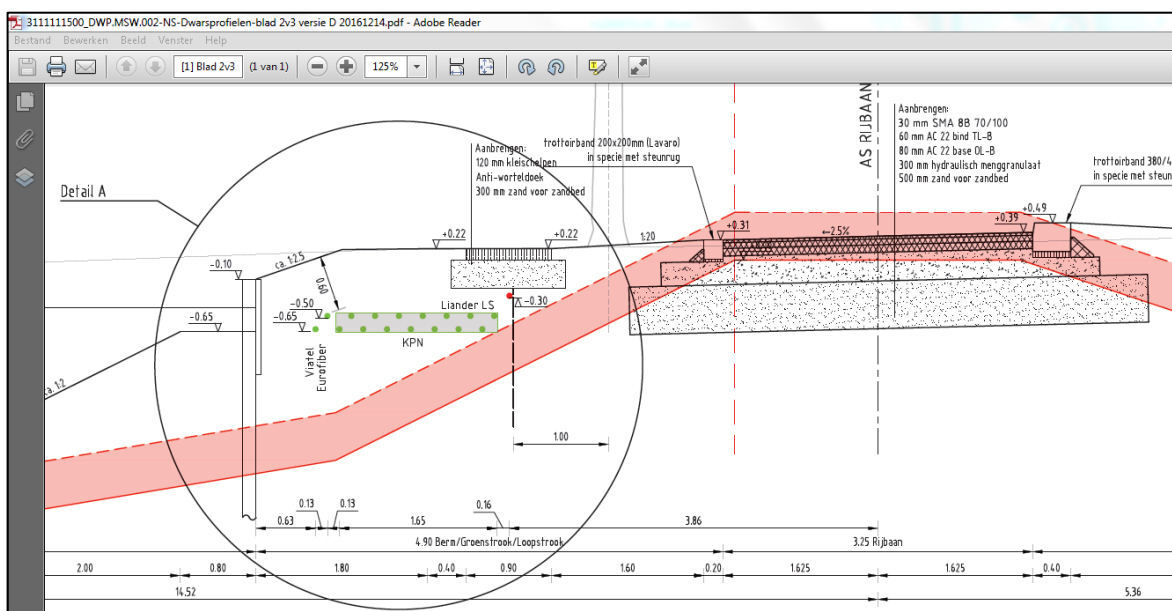 3111111500_DWP.MSW.002-NS-Dwarsprofielen-blad 2v3 versie D 20161214.pdf - Adobe Reader
Bestand Bewerken Beeld Venster Help
[1] Blad 2v3 (1 van 1) 125%
Detail A
Aanbrengen:
120 mm kleischelpen
Anti-worteldoek
300 mm zand voor zandbed
trottoirband 200x200mm (Lavaro)
in specie met steunrug
AS RIJBAAN
Aanbrengen:
30 mm SMA 8B 70/100
60 mm AC 22 bind TL-B
80 mm AC 22 base OL-B
300 mm hydraulisch menggranulaat
500 mm zand voor zandbed
trottoirband 380/4
in specie met steun
+0.49
+0.39
←2.5%
+0.31
1:20
+0.22
+0.22
ca. 1:2.5
-0.10
0.60
-0.50
-0.65
-0.65
Liander LS
-0.30
KPN
Viatel
Eurofiber
ca. 1:2
1.00
0.13
0.13
0.16
0.63
1.65
3.86
4.90 Berm/Groenstrook/Loopstrook
3.25 Rijbaan
2.00
0.80
1.80
0.40
0.90
1.60
0.20
1.625
1.625
0.40
14.52
5.36